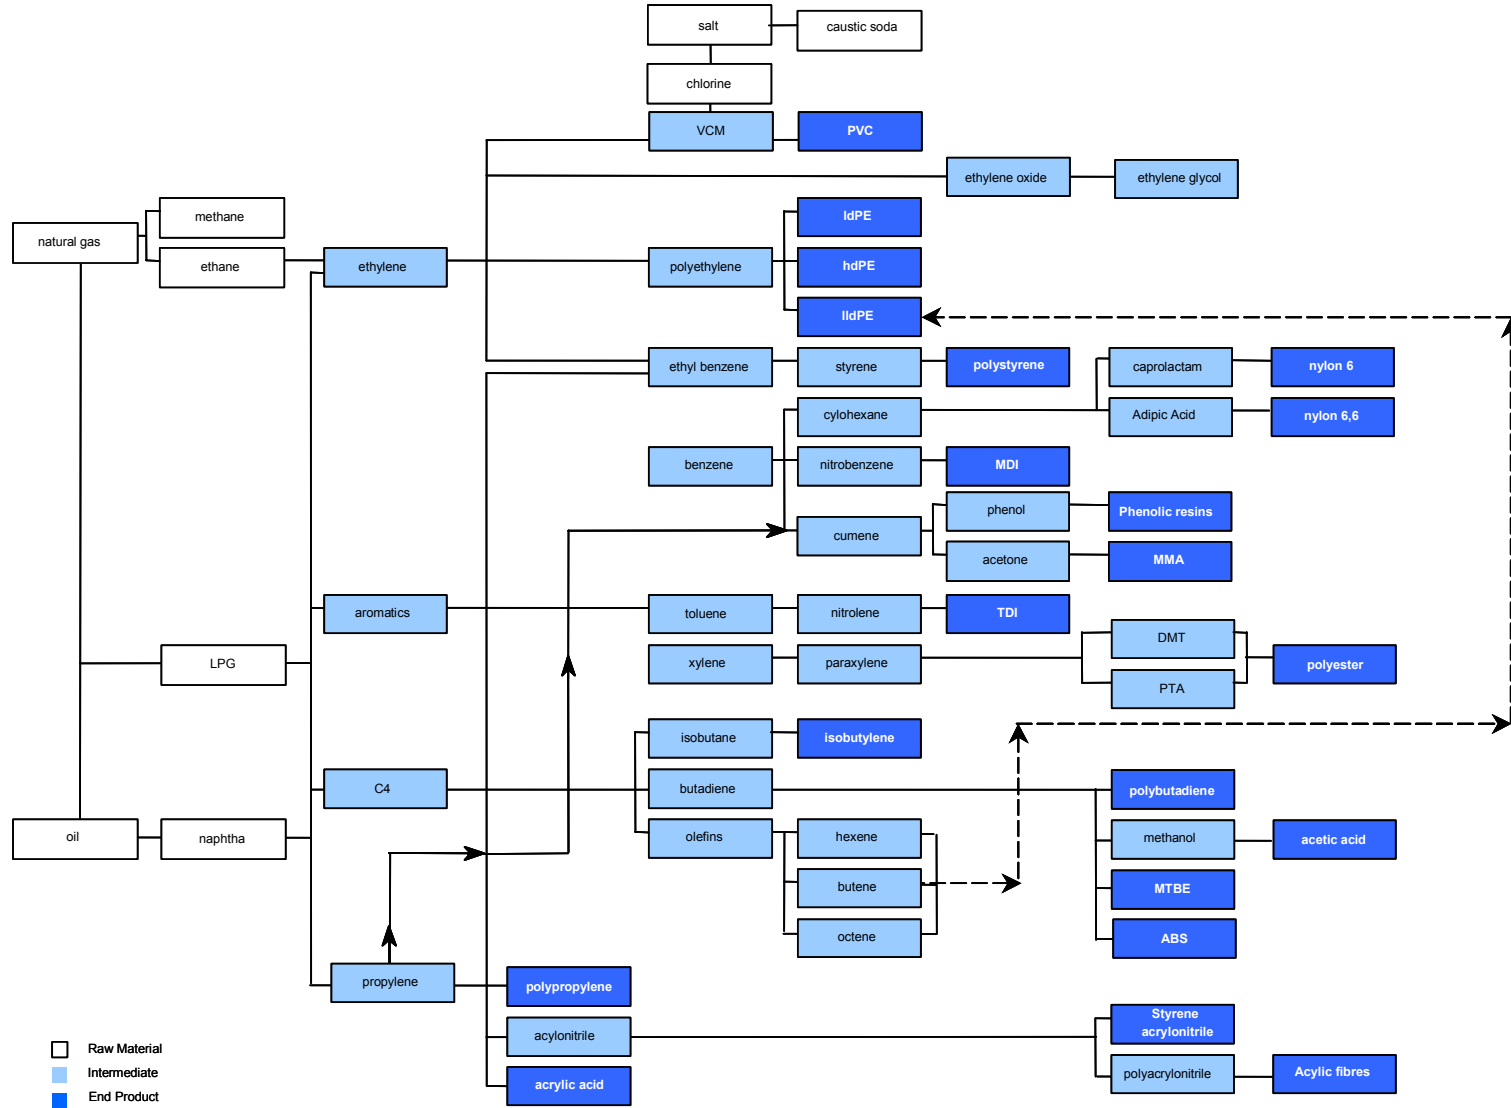 salt
caustic soda
chlorine
VCM
PVC
ethylene oxide
ethylene glycol
methane
natural gas
ethane
ethylene
polyethylene
ldPE
hdPE
lldPE
ethyl benzene
styrene
polystyrene
caprolactam
nylon 6
cylohexane
Adipic Acid
nylon 6,6
benzene
nitrobenzene
MDI
cumene
phenol
Phenolic resins
acetone
MMA
aromatics
toluene
nitrolene
TDI
LPG
xylene
paraxylene
DMT
PTA
polyester
isobutane
isobutylene
C4
butadiene
polybutadiene
oil
naphtha
olefins
hexene
methanol
acetic acid
butene
MTBE
octene
ABS
propylene
polypropylene
acylonitrile
Styrene
acrylonitrile
acrylic acid
polyacrylonitrile
Acylic fibres
Raw Material
Intermediate
End Product